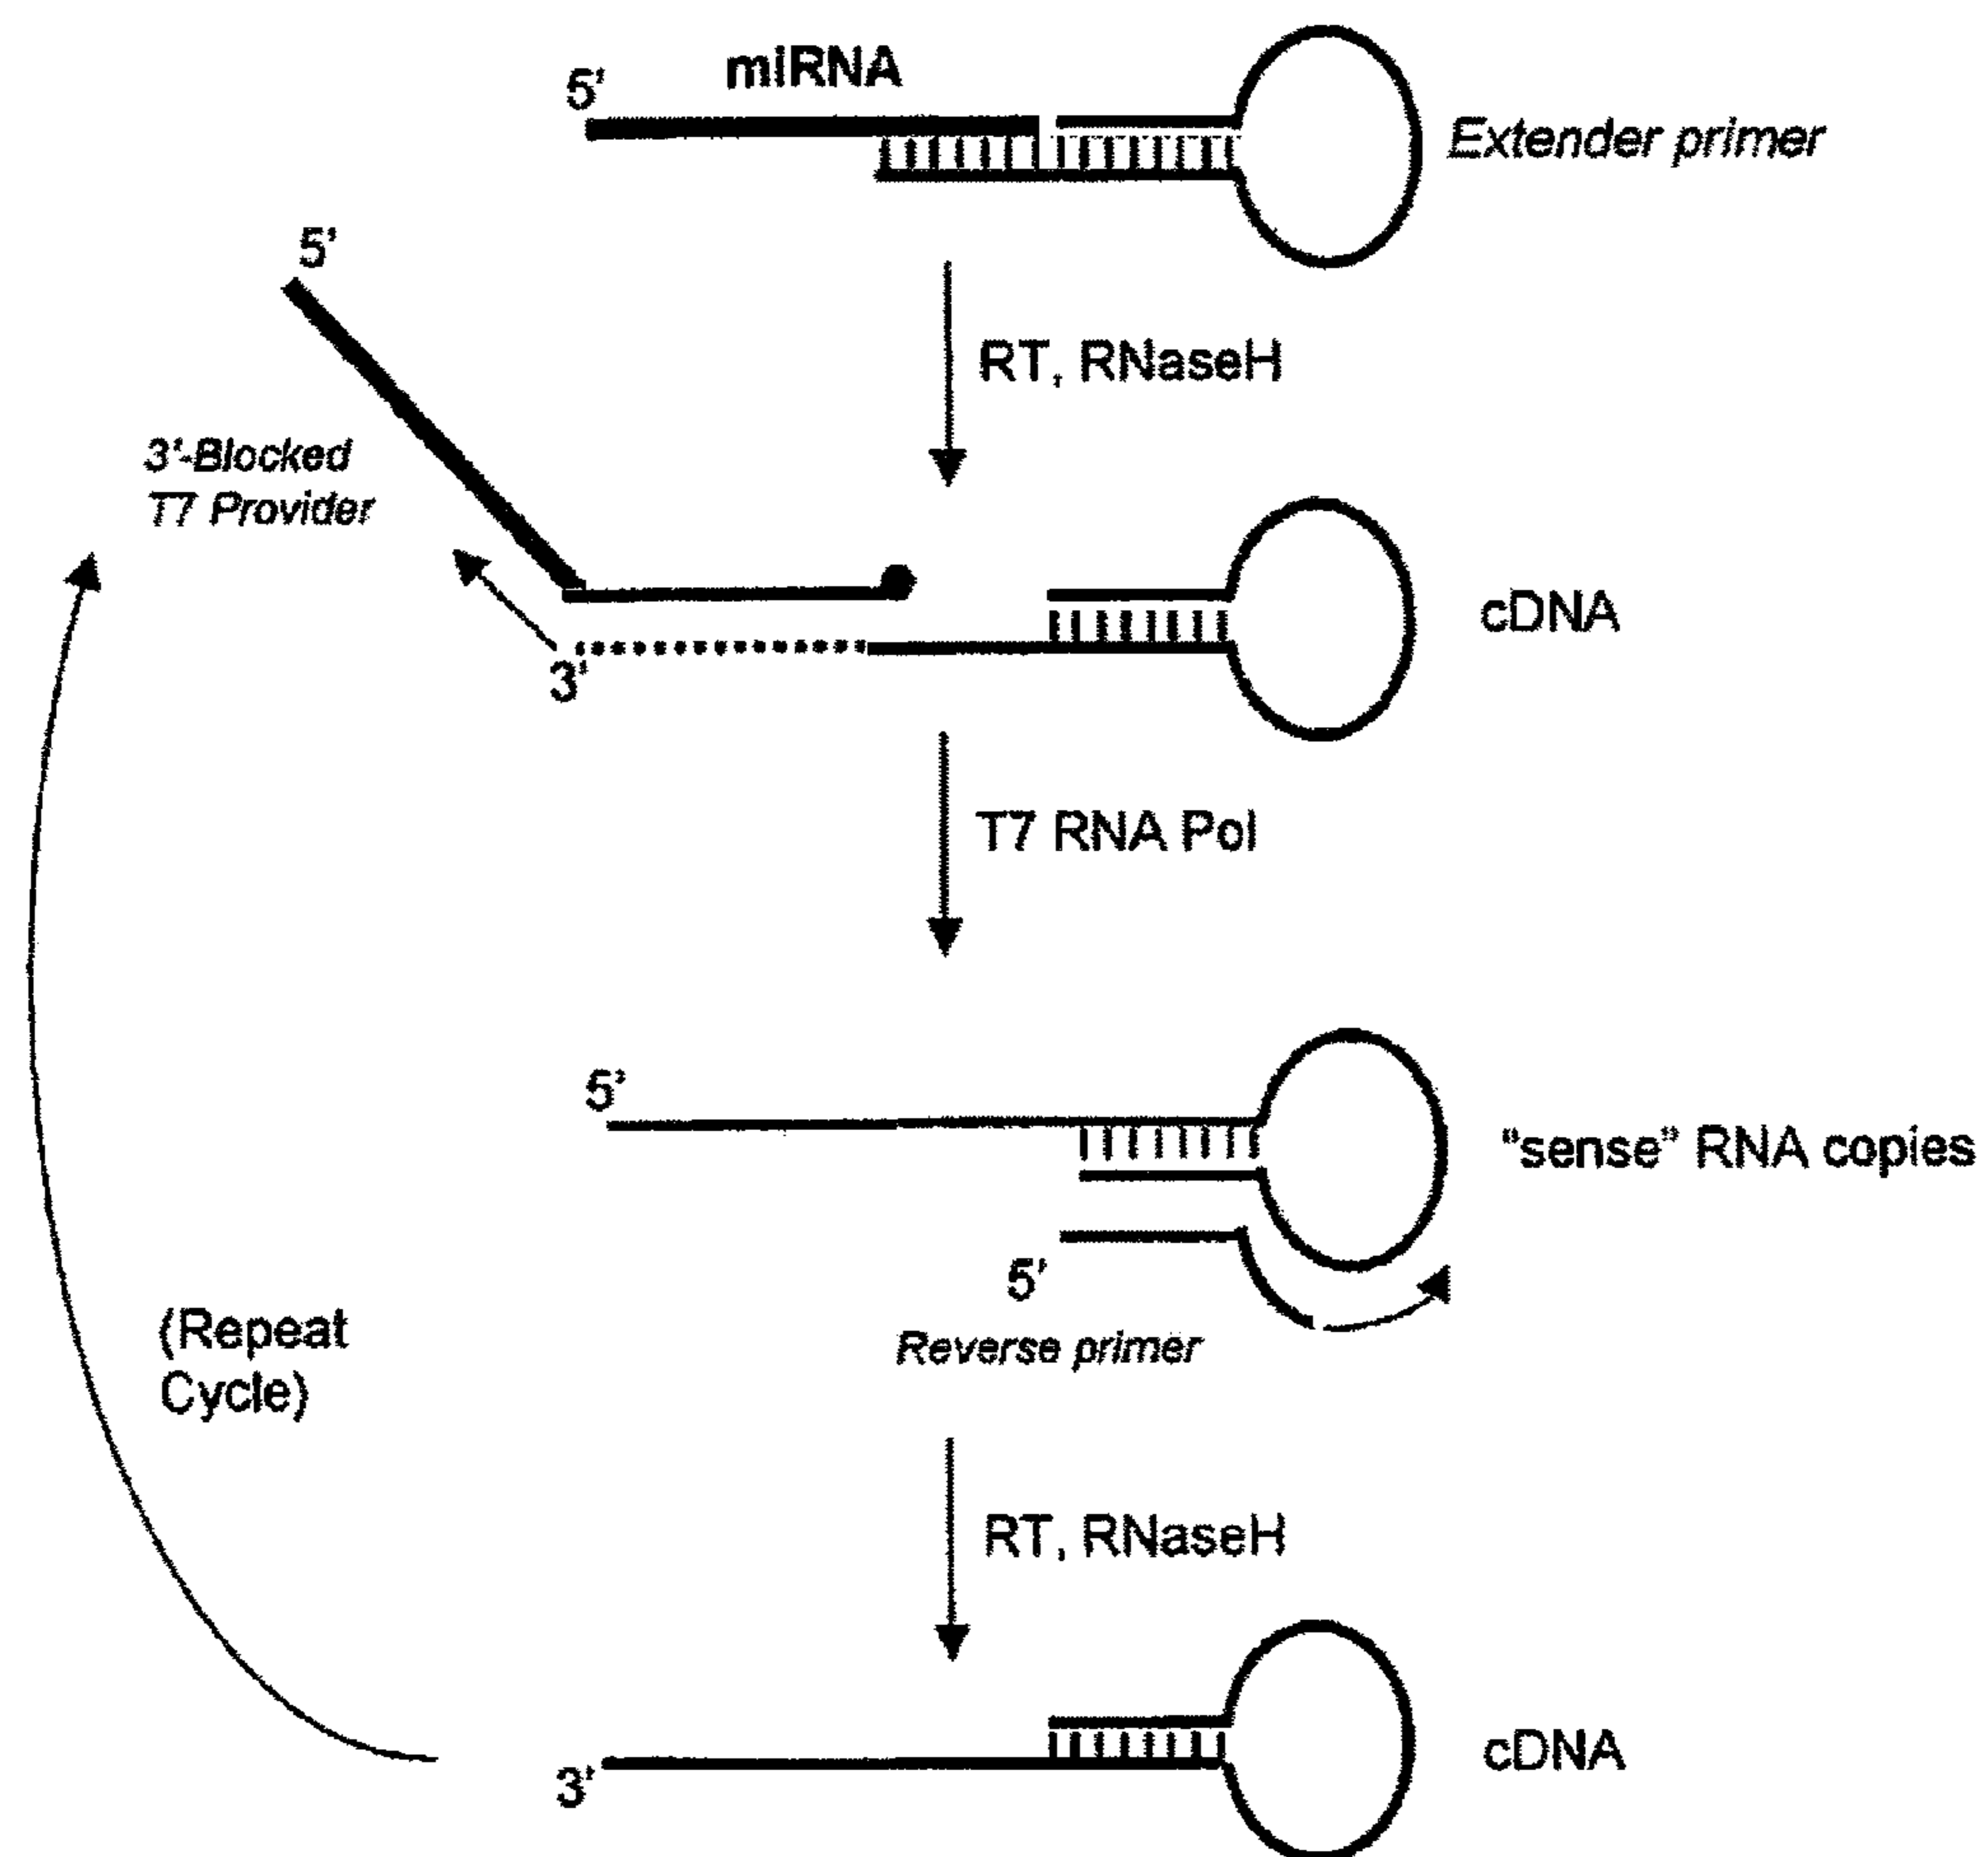 miRNA
5'
Extender primer
5'
RT, RNaseH
3'-Blocked
T7 Provider
cDNA
3'
T7 RNA Pol
5'
"sense" RNA copies
5'
Reverse primer
(Repeat
Cycle)
RT, RNaseH
cDNA
3'